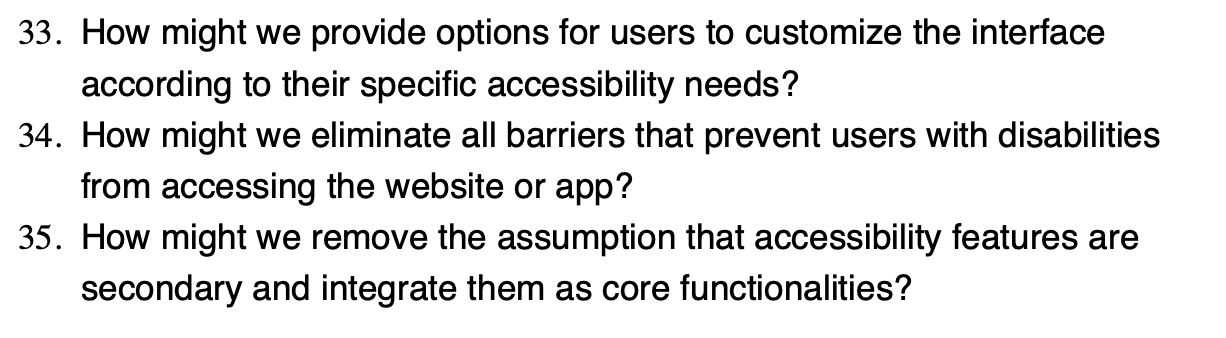 33. How might we provide options for users to customize the interface
according to their specific accessibility needs?
34. How might we eliminate all barriers that prevent users with disabilities
from accessing the website or app?
35. How might we remove the assumption that accessibility features are
secondary and integrate them as core functionalities?